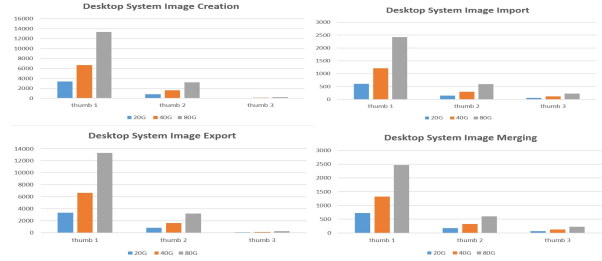 Desktop System Image Creation
16000
14000
12000
10000
8000
6000
4000
2000
0
thumb 1 thumb 2 thumb 3
20G 40G 80G
Desktop System Image Import
3000
2500
2000
1500
1000
500
0
thumb 1 thumb 2 thumb 3
20G 40G 80G
Desktop System Image Export
14000
12000
10000
8000
6000
4000
2000
0
thumb 1 thumb 2 thumb 3
20G 40G 80G
Desktop System Image Merging
3000
2500
2000
1500
1000
500
0
thumb 1 thumb 2 thumb 3
20G 40G 80G